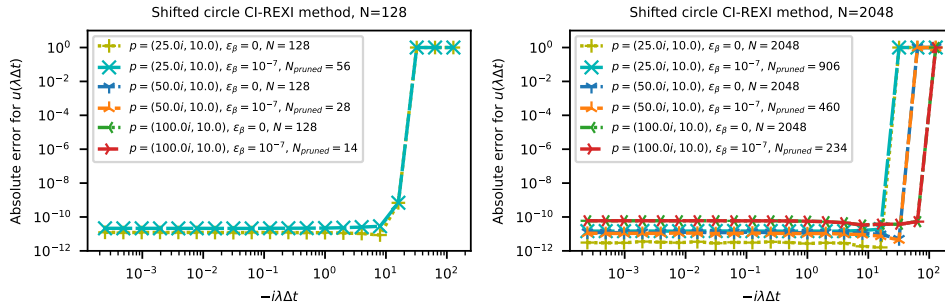 Shifted circle CI-REXI method, N=128
Absolute error for u(λΔt)
10^0
10^−2
10^−4
10^−6
10^−8
10^−10
10^−12
p = (25.0i, 10.0), ε_β = 0, N = 128
p = (25.0i, 10.0), ε_β = 10^−7, N_pruned = 56
p = (50.0i, 10.0), ε_β = 0, N = 128
p = (50.0i, 10.0), ε_β = 10^−7, N_pruned = 28
p = (100.0i, 10.0), ε_β = 0, N = 128
p = (100.0i, 10.0), ε_β = 10^−7, N_pruned = 14
10^−3 10^−2 10^−1 10^0 10^1 10^2
−iλΔt
Shifted circle CI-REXI method, N=2048
Absolute error for u(λΔt)
10^0
10^−2
10^−4
10^−6
10^−8
10^−10
10^−12
p = (25.0i, 10.0), ε_β = 0, N = 2048
p = (25.0i, 10.0), ε_β = 10^−7, N_pruned = 906
p = (50.0i, 10.0), ε_β = 0, N = 2048
p = (50.0i, 10.0), ε_β = 10^−7, N_pruned = 460
p = (100.0i, 10.0), ε_β = 0, N = 2048
p = (100.0i, 10.0), ε_β = 10^−7, N_pruned = 234
10^−3 10^−2 10^−1 10^0 10^1 10^2
−iλΔt